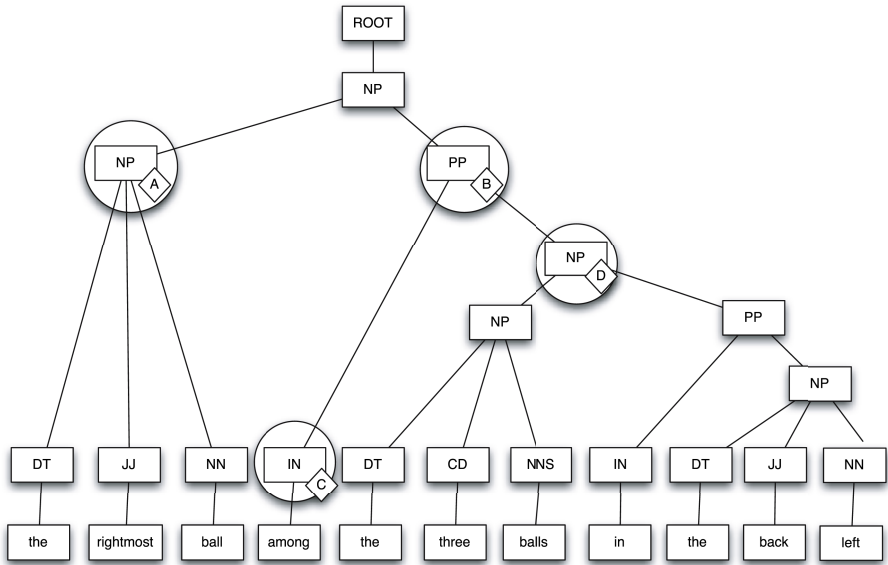 ROOT
NP
NP
A
PP
B
NP
D
NP
PP
NP
DT JJ NN IN C DT CD NNS IN DT JJ NN
the rightmost ball among the three balls in the back left